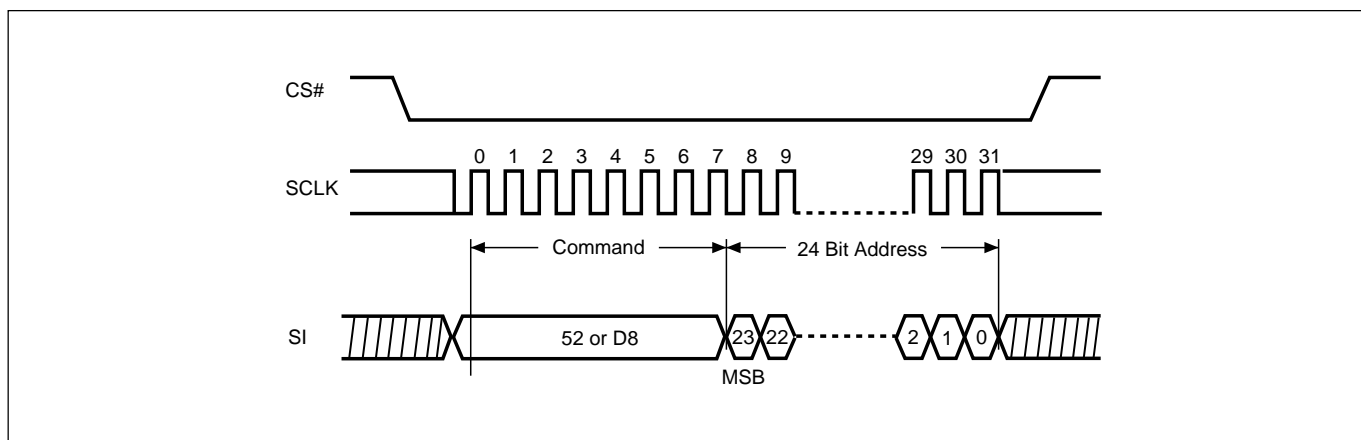 CS#
0 1 2 3 4 5 6 7 8 9 29 30 31
SCLK
Command 24 Bit Address
SI 52 or D8 23 22 2 1 0
MSB